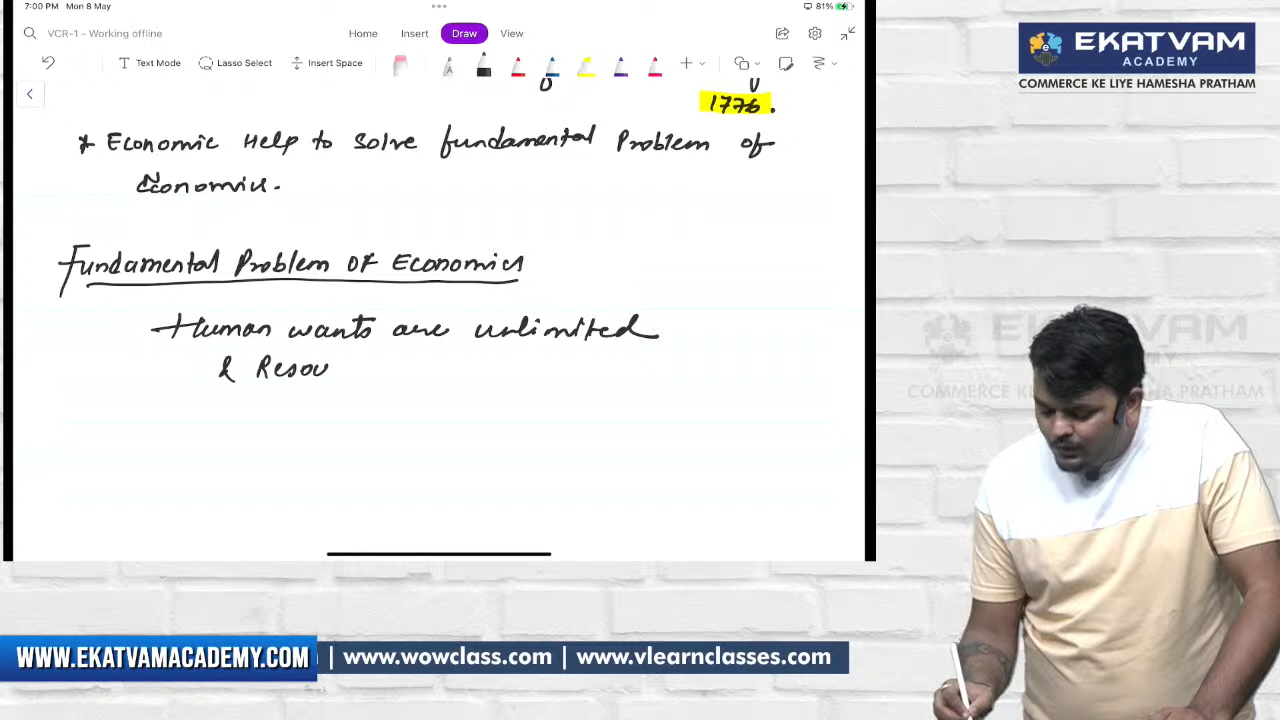 7:00 PM Mon 8 May
81%
VCR-1 - Working offline
Home Insert Draw View
Text Mode Lasso Select Insert Space
1776.
* Economic Help to Solve fundamental Problem of
Economics.
Fundamental Problem Of Economics
Human wants are unlimited
& Resou
EKATVAM
ACADEMY
COMMERCE KE LIYE HAMESHA PRATHAM
WWW.EKATVAMACADEMY.COM | www.wowclass.com | www.vlearnclasses.com